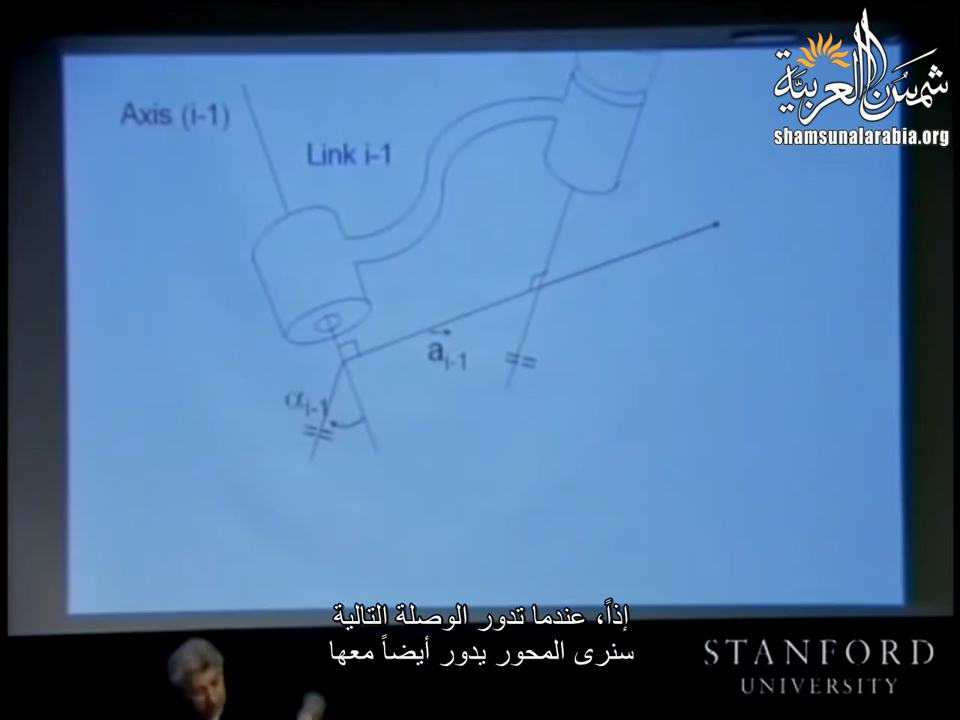 شمس العربية
shamsunalarabia.org
Axis (i-1)
Link i-1
a i-1
α i-1
إذاً، عندما تدور الوصلة التالية
سنرى المحور يدور أيضاً معها
STANFORD
UNIVERSITY